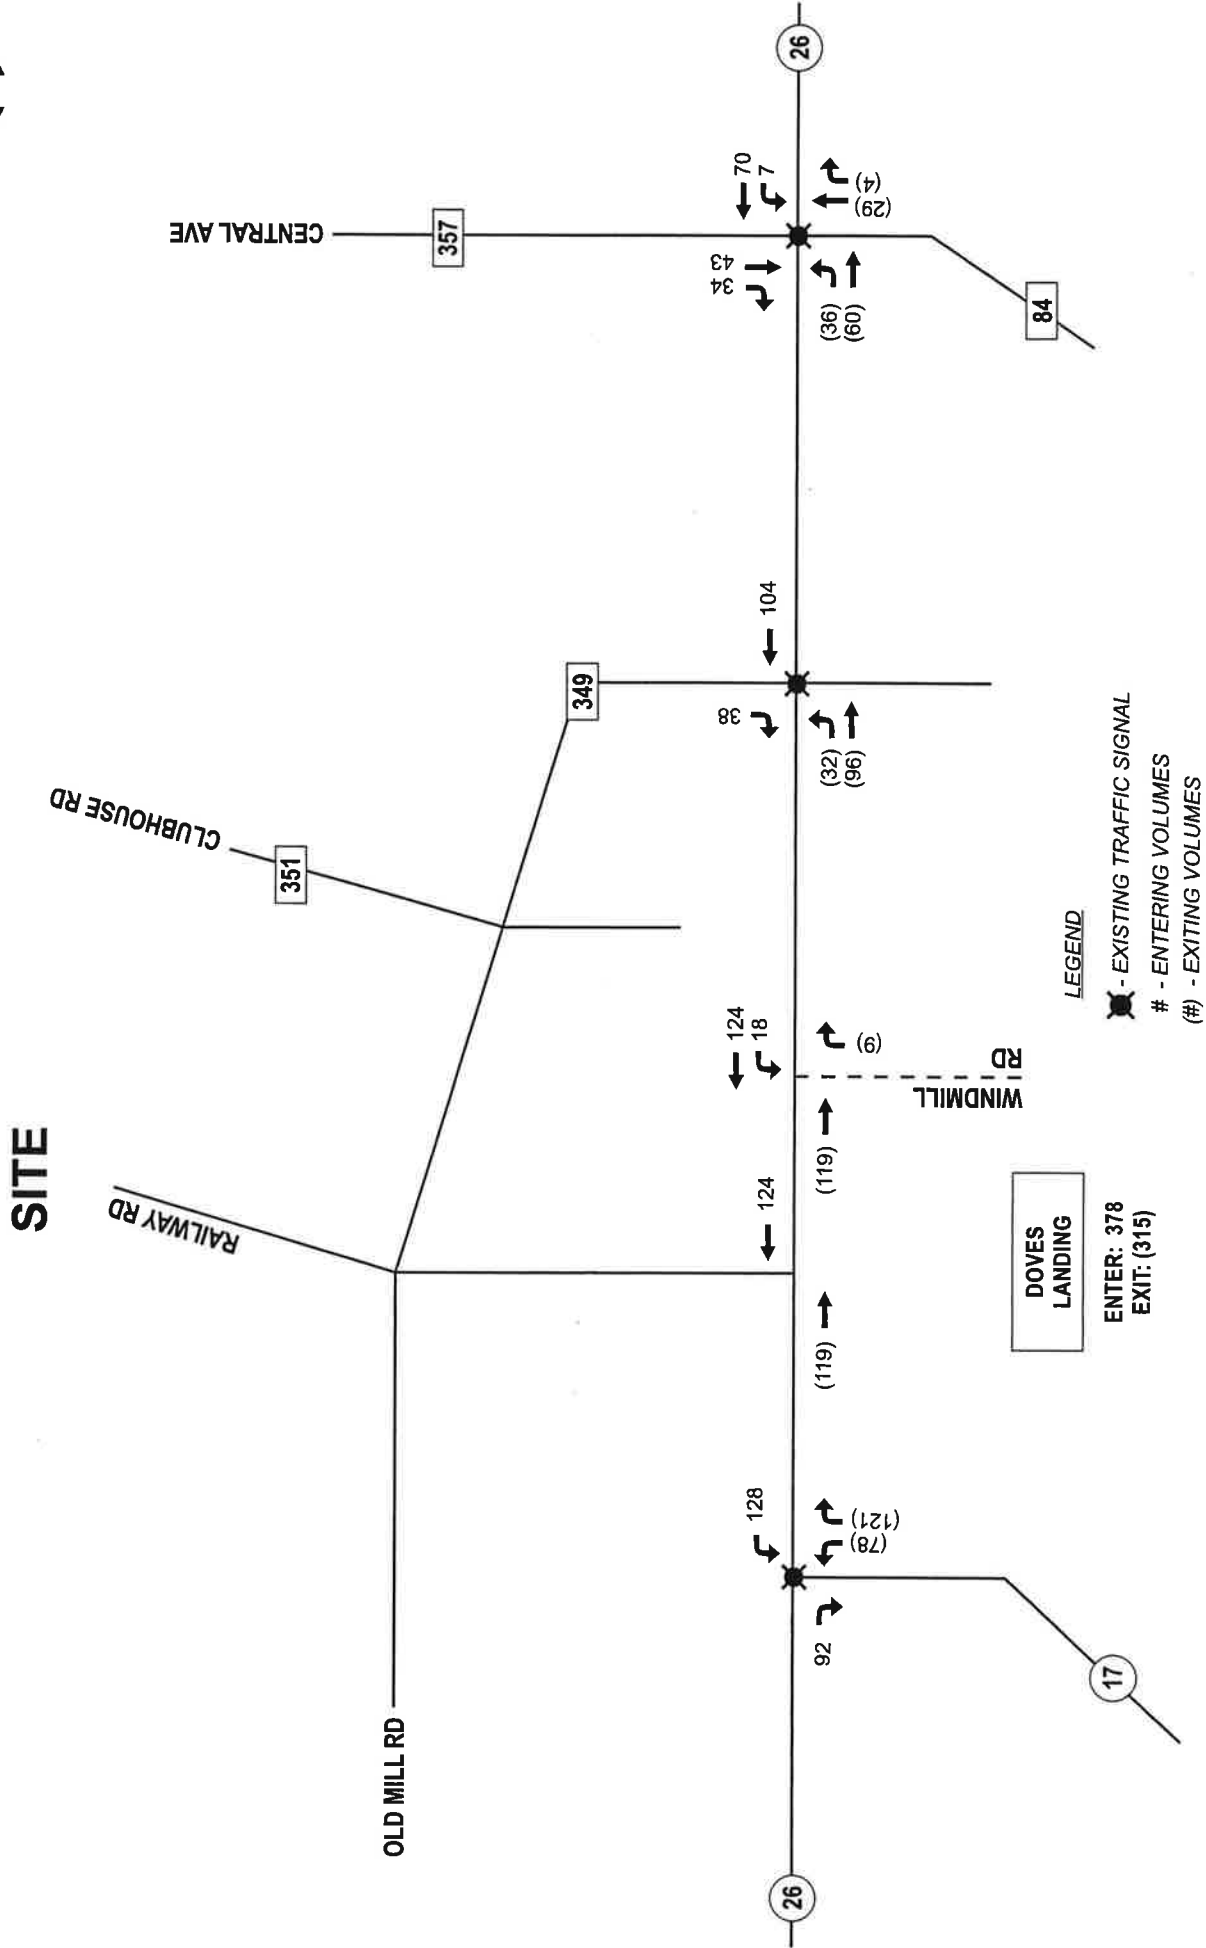 SITE
CENTRAL AVE
357
CLUBHOUSE RD
351
RAILWAY RD
349
OLD MILL RD
34
43
70
7
38
104
124
18
124
128
26
26
(36)
(60)
(29)
(4)
(32)
(96)
(119)
(9)
(119)
(78)
(121)
92
84
17
WINDMILL
RD
DOVES
LANDING
ENTER: 378
EXIT: (315)
LEGEND
- EXISTING TRAFFIC SIGNAL
# - ENTERING VOLUMES
(#) - EXITING VOLUMES